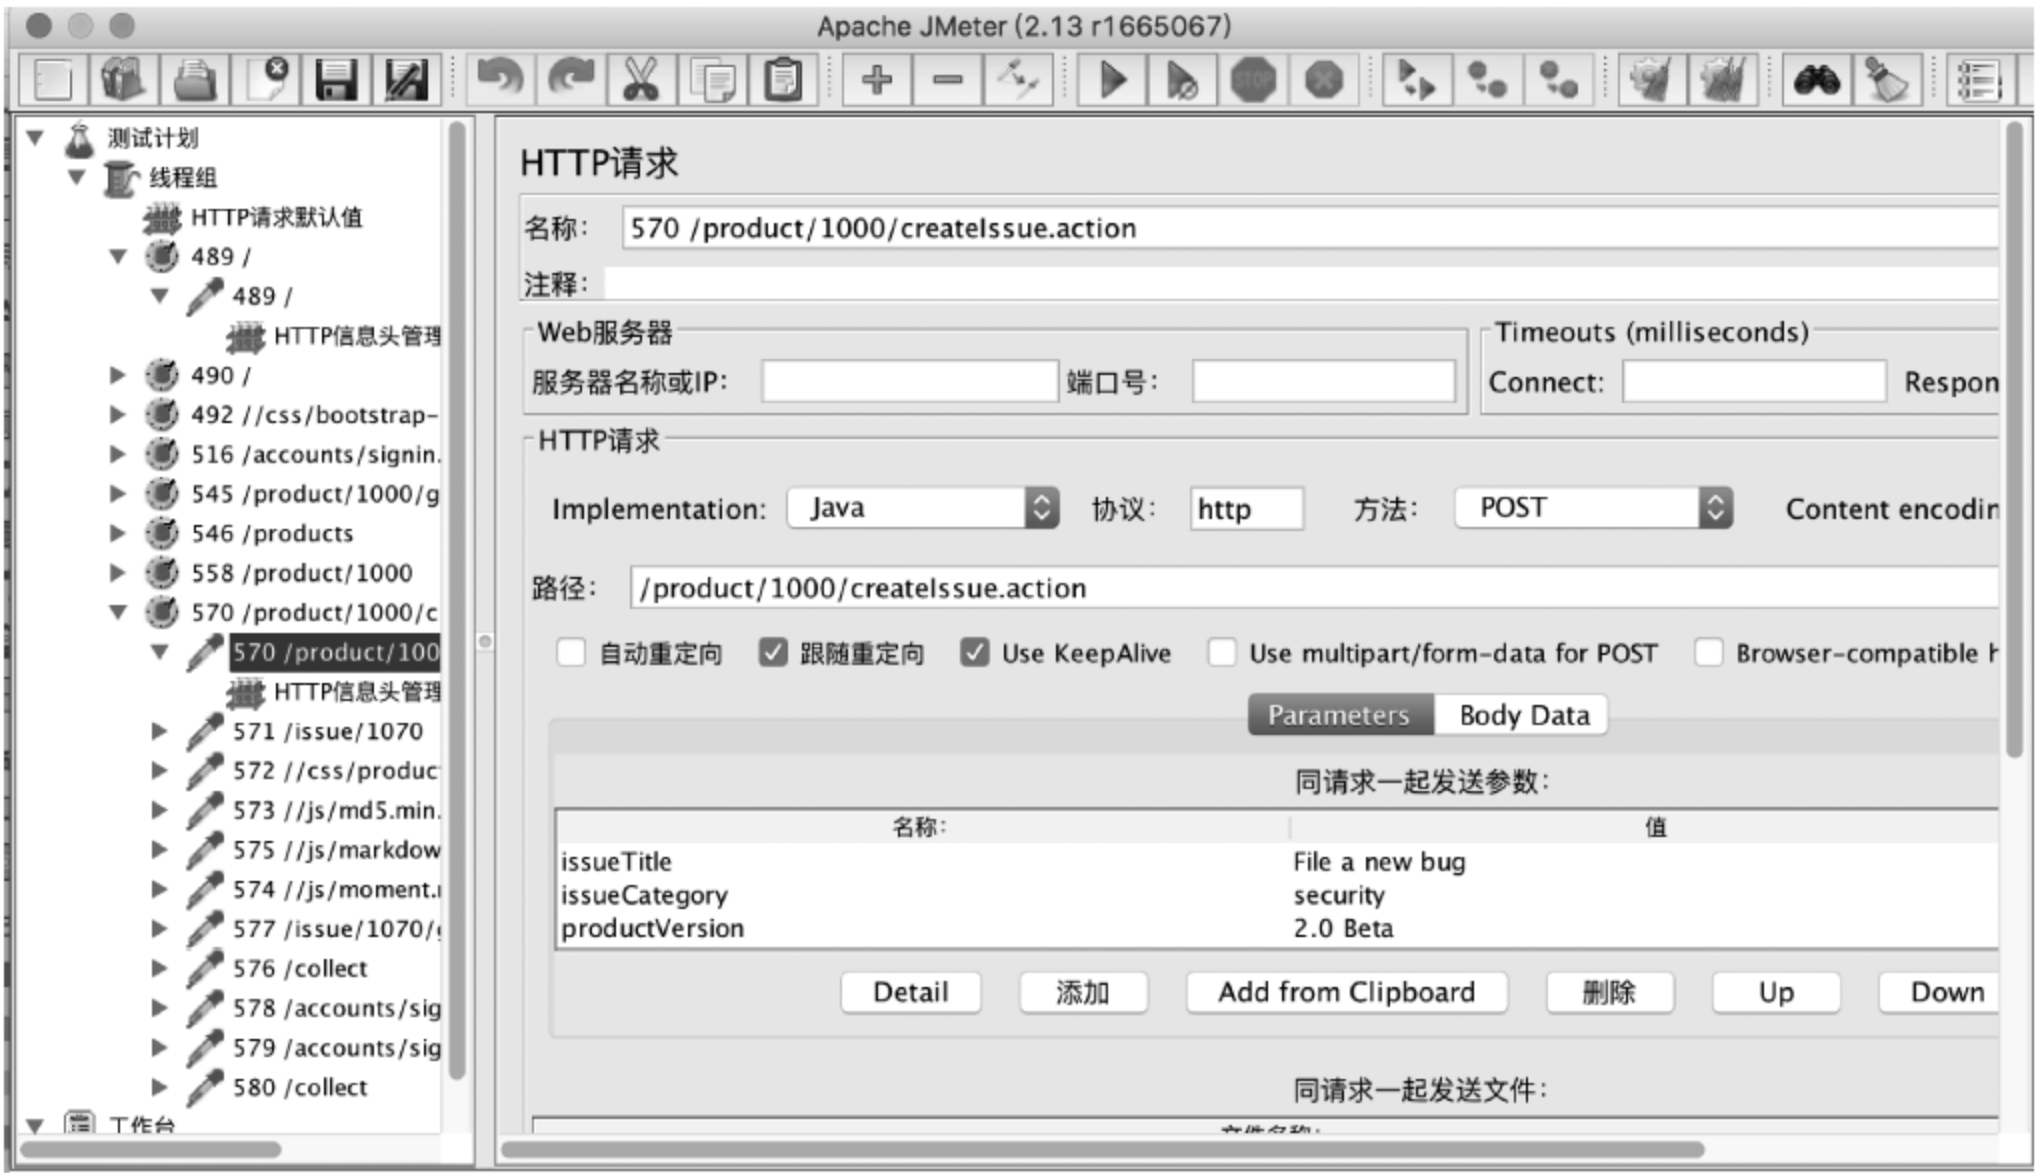 Apache JMeter (2.13 r1665067)
STOP
测试计划
线程组
HTTP请求默认值
489 /
489 /
HTTP信息头管理
490 /
492 //css/bootstrap-
516 /accounts/signin.
545 /product/1000/g
546 /products
558 /product/1000
570 /product/1000/c
570 /product/100
HTTP信息头管理
571 /issue/1070
572 //css/produc
573 //js/md5.min.
575 //js/markdow
574 //js/moment.
577 /issue/1070/
576 /collect
578 /accounts/sig
579 /accounts/sig
580 /collect
工作台
HTTP请求
名称: 570 /product/1000/createIssue.action
注释:
Web服务器
服务器名称或IP: 端口号:
Timeouts (milliseconds)
Connect: Respon
HTTP请求
Implementation: Java 协议: http 方法: POST Content encodin
路径: /product/1000/createIssue.action
自动重定向 跟随重定向 Use KeepAlive Use multipart/form-data for POST Browser-compatible h
Parameters Body Data
同请求一起发送参数:
名称: 值
issueTitle File a new bug
issueCategory security
productVersion 2.0 Beta
Detail 添加 Add from Clipboard 删除 Up Down
同请求一起发送文件:
文件名称: